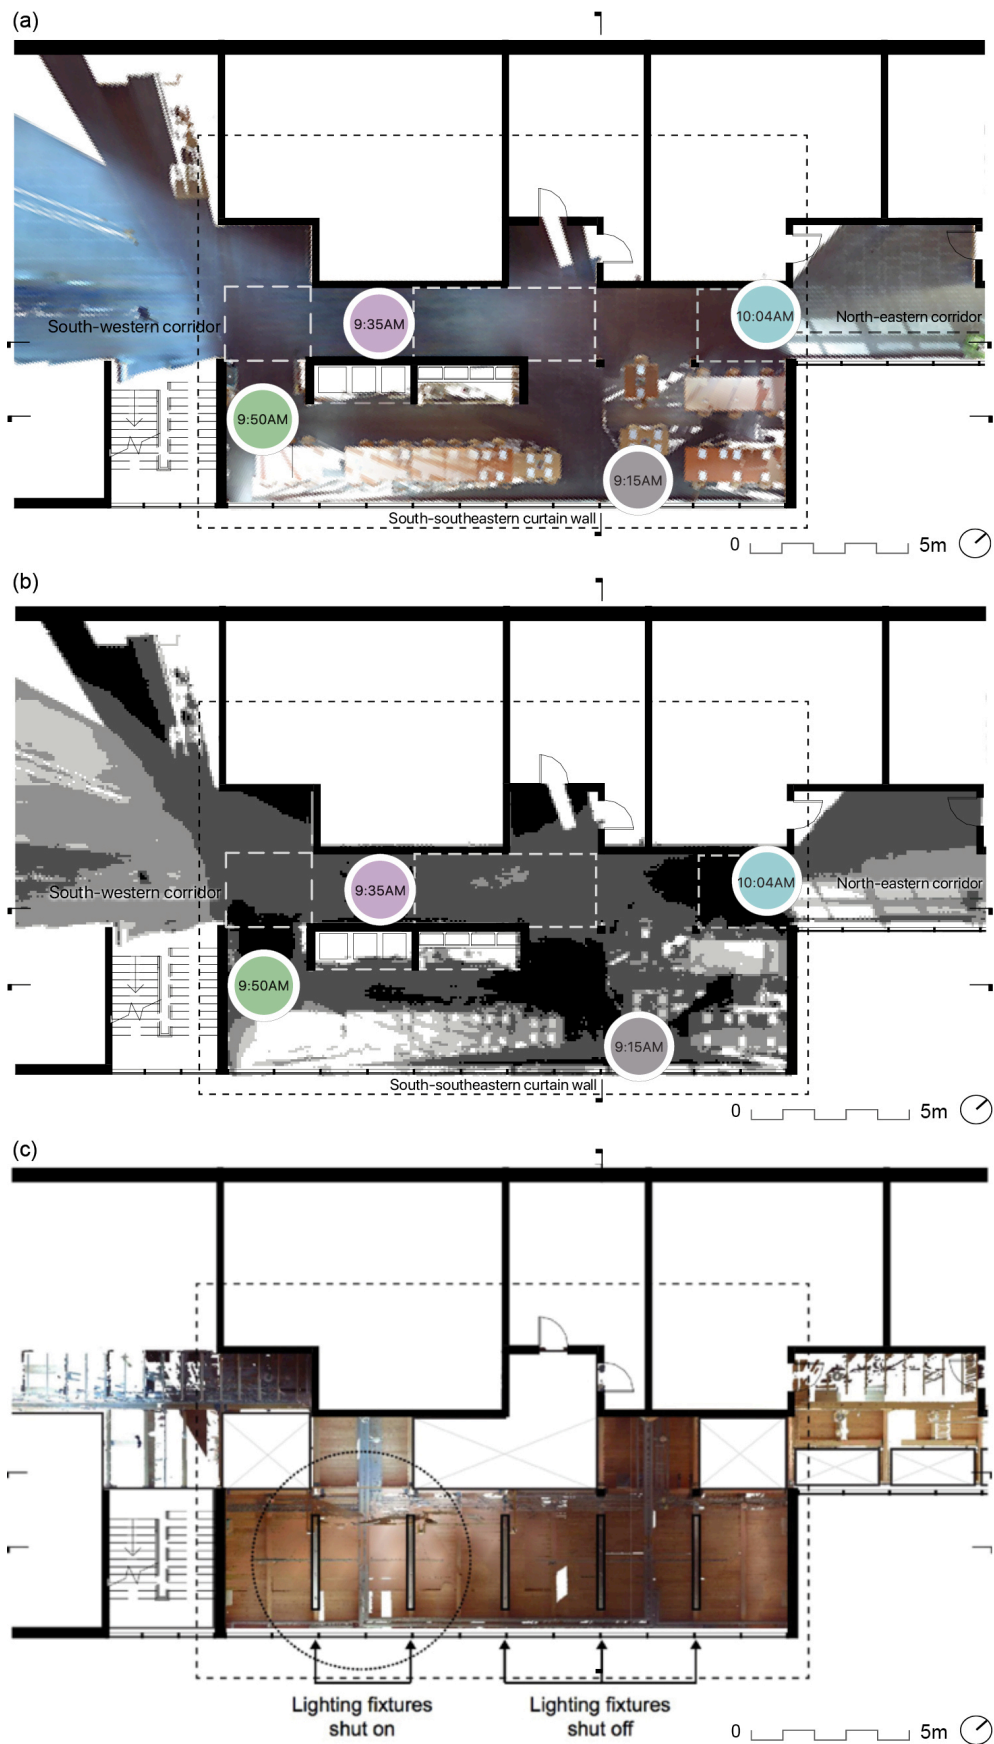 (a)
South-western corridor
9:35AM
10:04AM
North-eastern corridor
9:50AM
9:15AM
South-southeastern curtain wall
0 5m
(b)
South-western corridor
9:35AM
10:04AM
North-eastern corridor
9:50AM
9:15AM
South-southeastern curtain wall
0 5m
(c)
Lighting fixtures
shut on
Lighting fixtures
shut off
0 5m